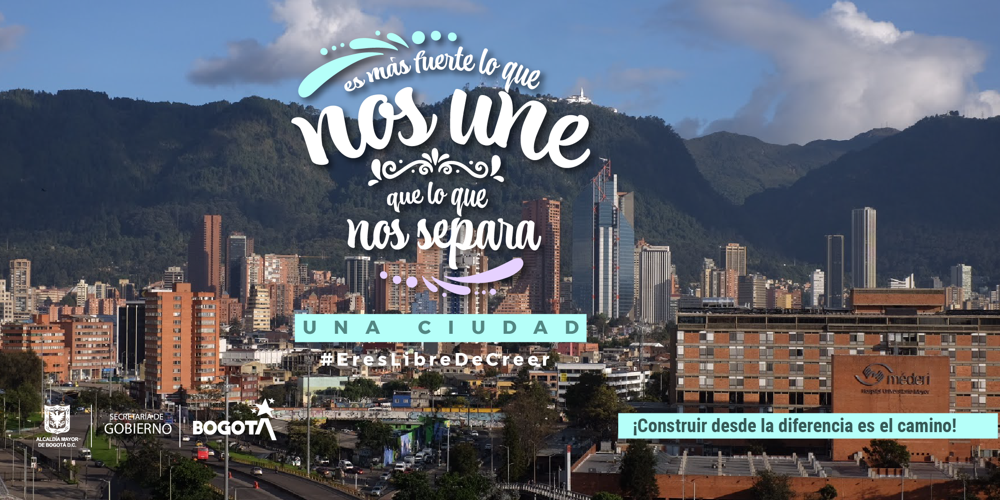 es más fuerte lo que
nos une
que lo que
nos separa
UNA CIUDAD
#EresLibreDeCreer
méderi
Hospital Universitario Mayor
¡Construir desde la diferencia es el camino!
ALCALDÍA MAYOR
DE BOGOTÁ D.C.
SECRETARÍA DE
GOBIERNO
BOGOTÁ